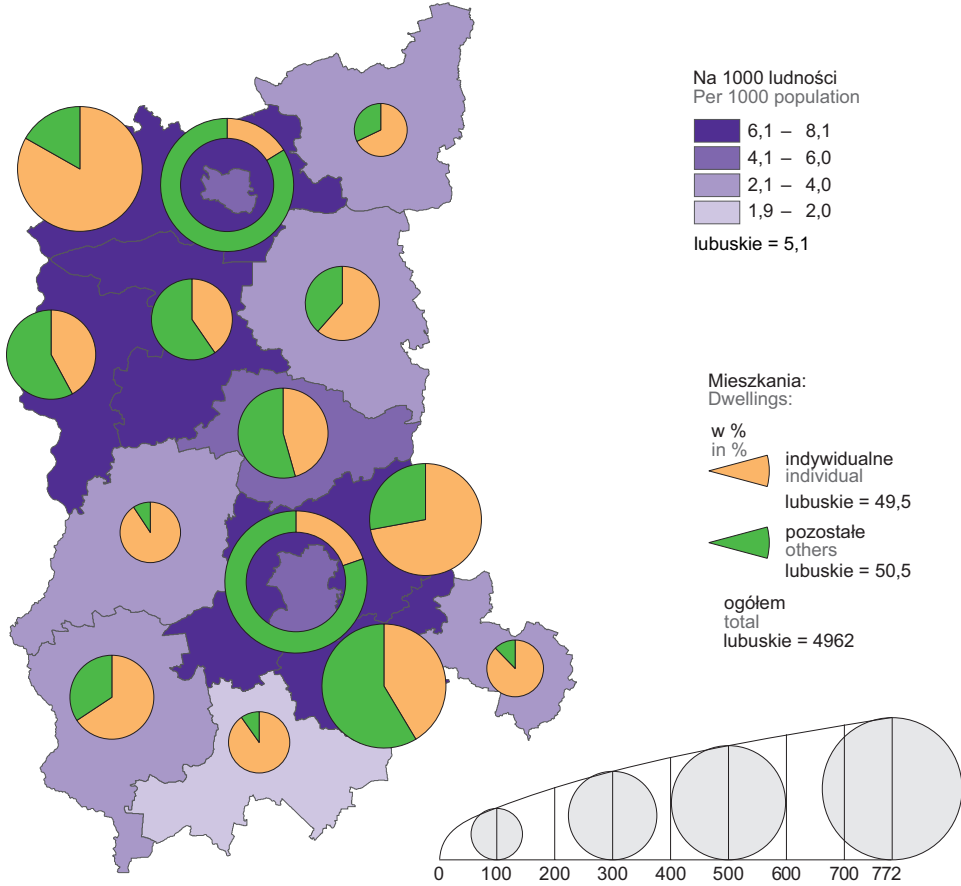 Na 1000 ludności
Per 1000 population
6,1 – 8,1
4,1 – 6,0
2,1 – 4,0
1,9 – 2,0
lubuskie = 5,1
Mieszkania:
Dwellings:
w %
in %
indywidualne
individual
lubuskie = 49,5
pozostałe
others
lubuskie = 50,5
ogółem
total
lubuskie = 4962
0 100 200 300 400 500 600 700 772